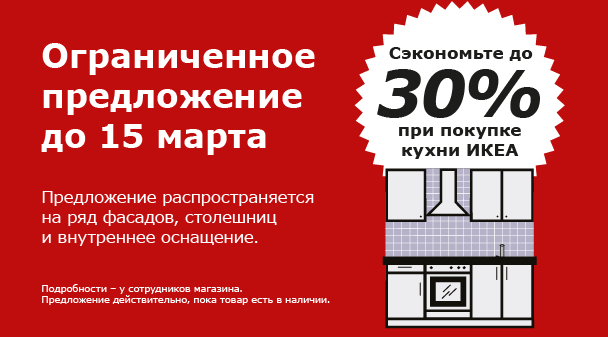 Ограниченное
предложение
до 15 марта
Предложение распространяется
на ряд фасадов, столешниц
и внутреннее оснащение.
Подробности – у сотрудников магазина.
Предложение действительно, пока товар есть в наличии.
Сэкономьте до
30%
при покупке
кухни ИКЕА